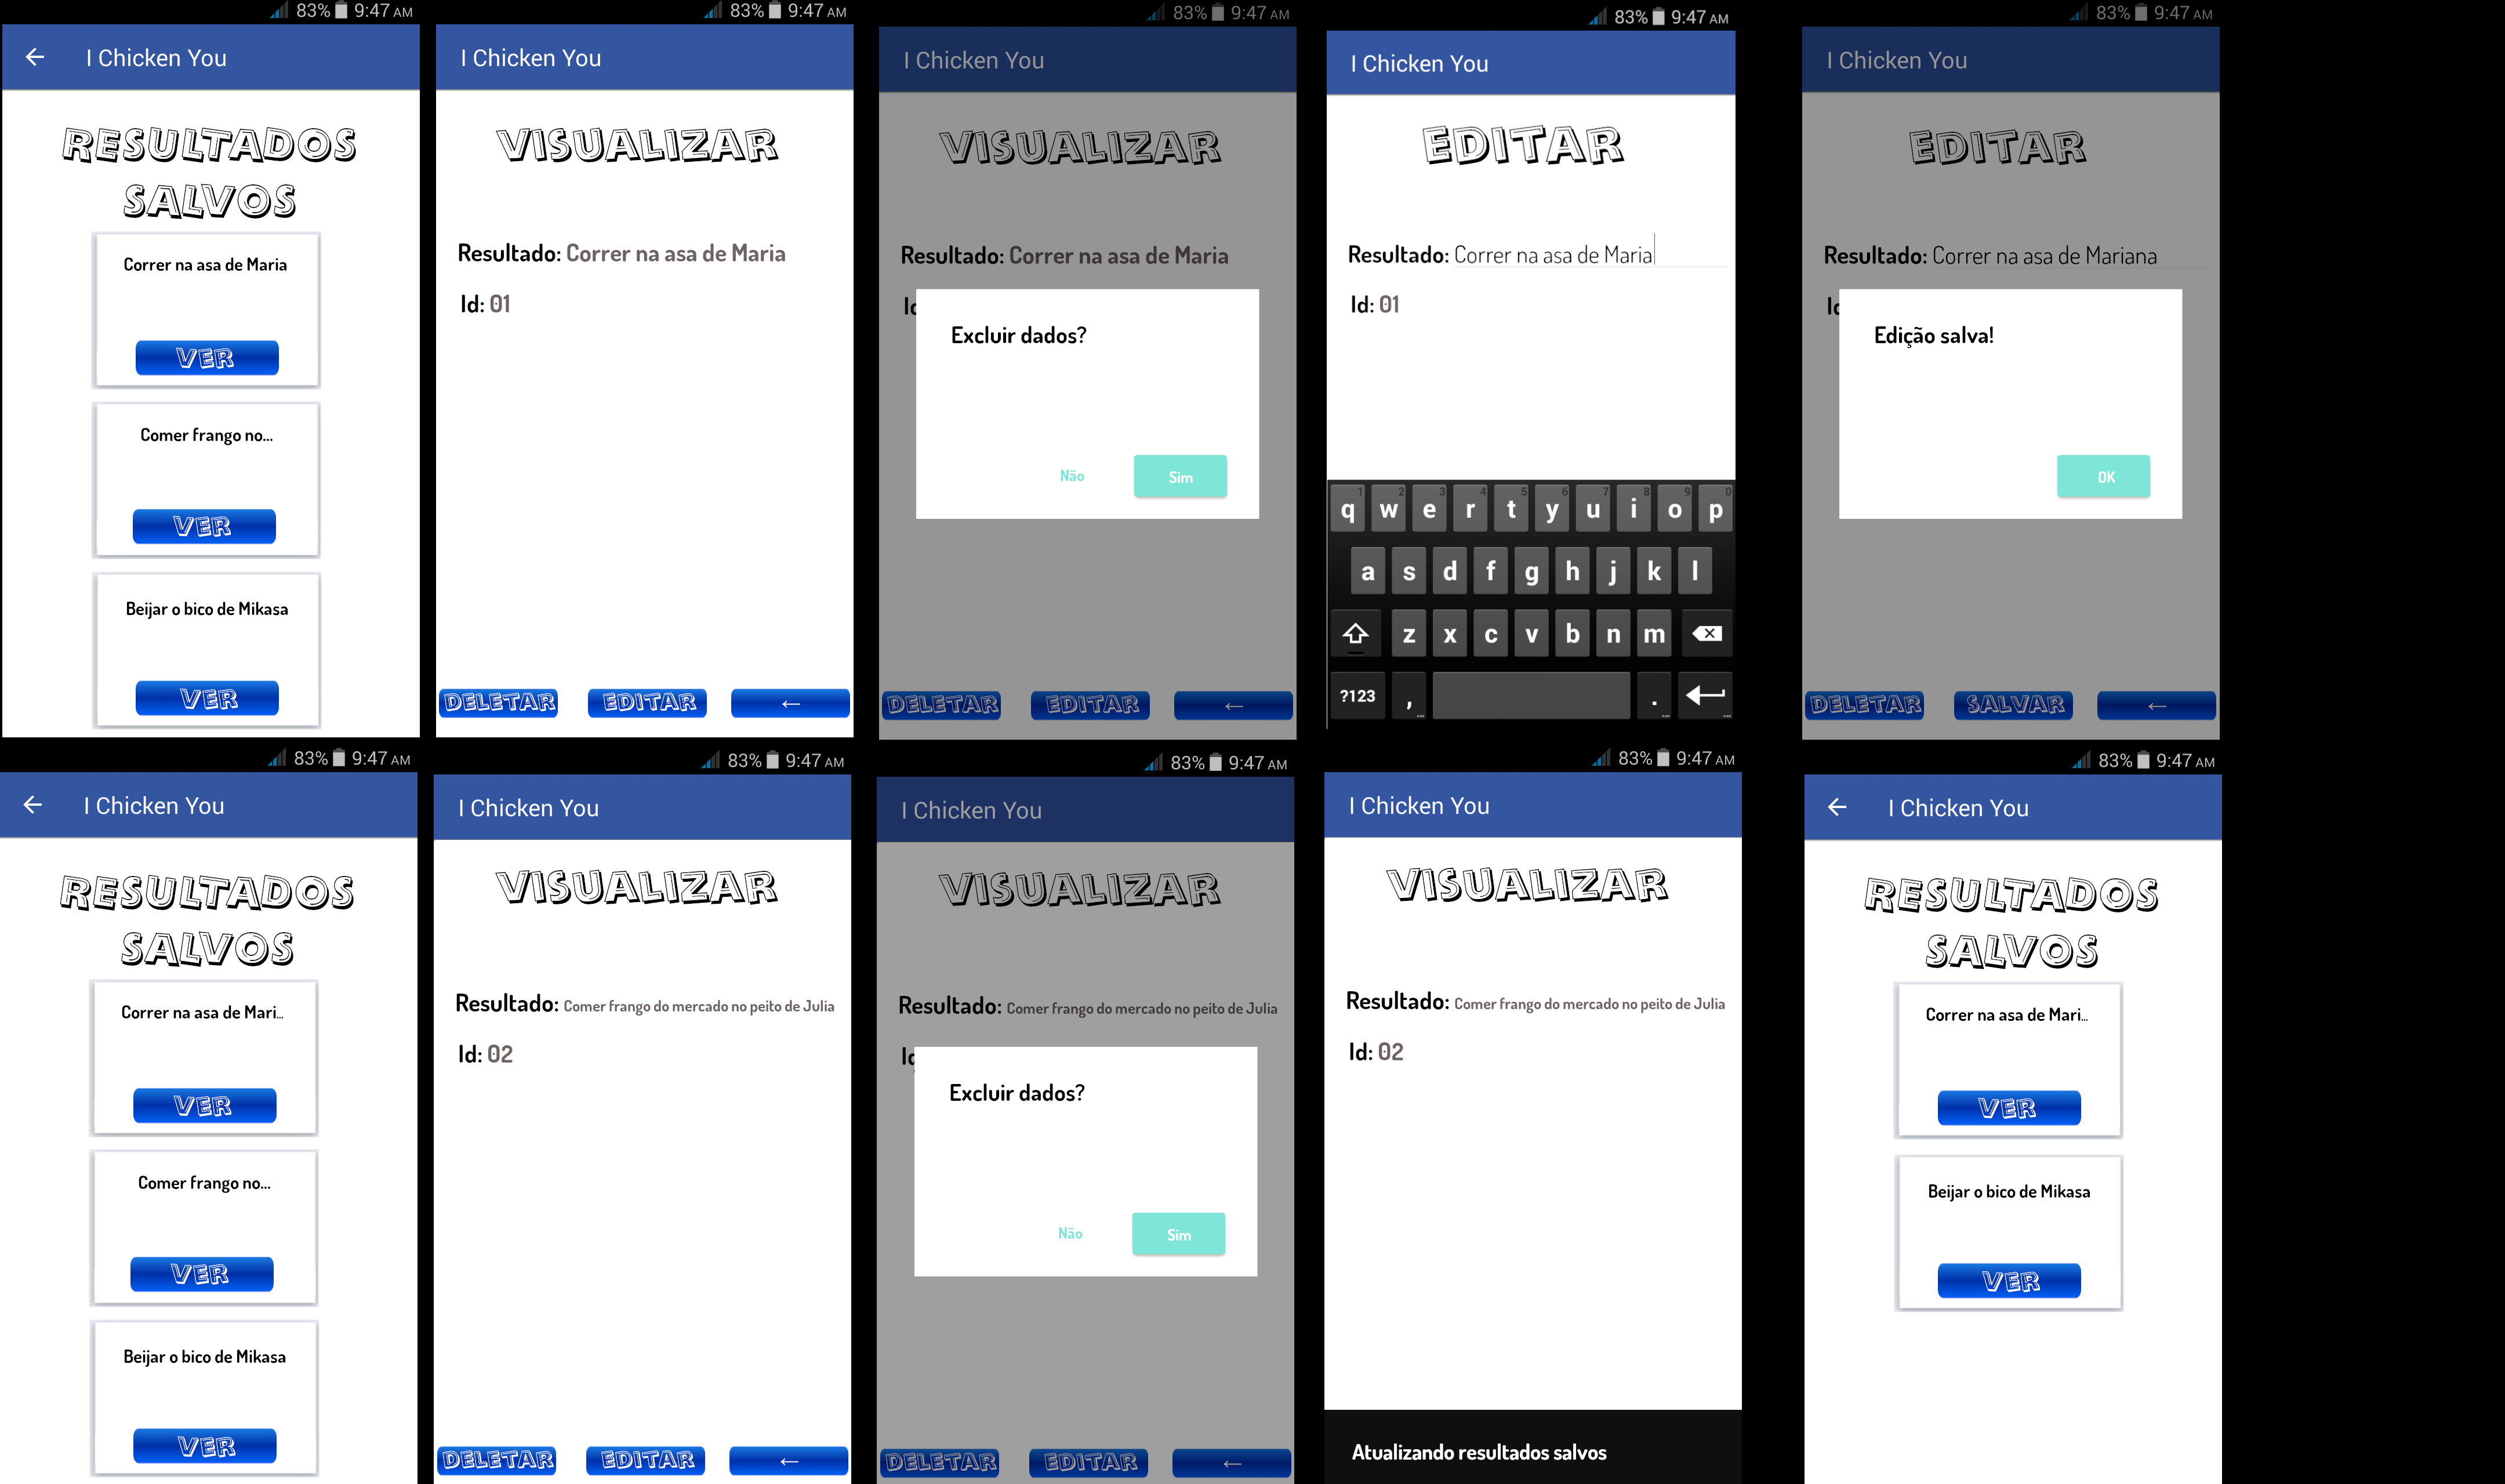 83% 9:47 AM
I Chicken You
RESULTADOS
SALVOS
Correr na asa de Maria
VER
Comer frango no...
VER
Beijar o bico de Mikasa
VER
83% 9:47 AM
I Chicken You
VISUALIZAR
Resultado: Correr na asa de Maria
Id: 01
DELETAR EDITAR ←
83% 9:47 AM
I Chicken You
VISUALIZAR
Resultado: Correr na asa de Maria
Excluir dados?
Não Sim
DELETAR EDITAR ←
83% 9:47 AM
I Chicken You
EDITAR
Resultado: Correr na asa de Maria
Id: 01
1 2 3 4 5 6 7 8 9 0
q w e r t y u i o p
a s d f g h j k l
z x c v b n m
?123 , .
83% 9:47 AM
I Chicken You
EDITAR
Resultado: Correr na asa de Mariana
Edição salva!
OK
DELETAR SALVAR ←
83% 9:47 AM
I Chicken You
RESULTADOS
SALVOS
Correr na asa de Mari...
VER
Comer frango no...
VER
Beijar o bico de Mikasa
VER
83% 9:47 AM
I Chicken You
VISUALIZAR
Resultado: Comer frango do mercado no peito de Julia
Id: 02
DELETAR EDITAR ←
83% 9:47 AM
I Chicken You
VISUALIZAR
Resultado: Comer frango do mercado no peito de Julia
Excluir dados?
Não Sim
DELETAR EDITAR ←
83% 9:47 AM
I Chicken You
VISUALIZAR
Resultado: Comer frango do mercado no peito de Julia
Id: 02
Atualizando resultados salvos
83% 9:47 AM
I Chicken You
RESULTADOS
SALVOS
Correr na asa de Mari...
VER
Beijar o bico de Mikasa
VER